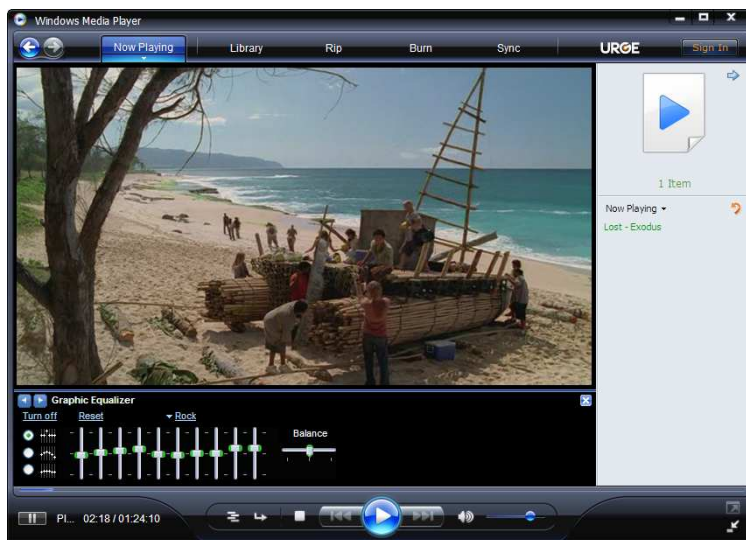 Windows Media Player
Now Playing Library Rip Burn Sync URGE Sign In
1 Item
Now Playing
Lost - Exodus
Graphic Equalizer
Turn off Reset Rock
Balance
Pl... 02:18 / 01:24:10